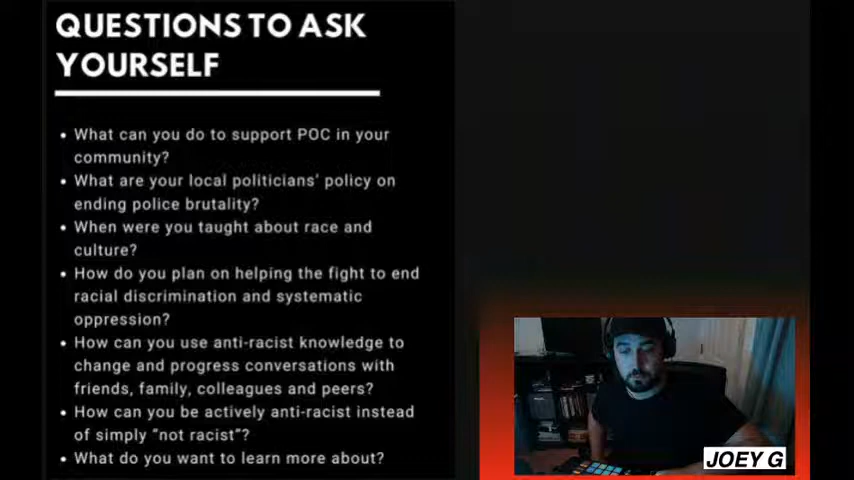 QUESTIONS TO ASK
YOURSELF
• What can you do to support POC in your
community?
• What are your local politicians' policy on
ending police brutality?
• When were you taught about race and
culture?
• How do you plan on helping the fight to end
racial discrimination and systematic
oppression?
• How can you use anti-racist knowledge to
change and progress conversations with
friends, family, colleagues and peers?
• How can you be actively anti-racist instead
of simply "not racist"?
• What do you want to learn more about?
JOEY G